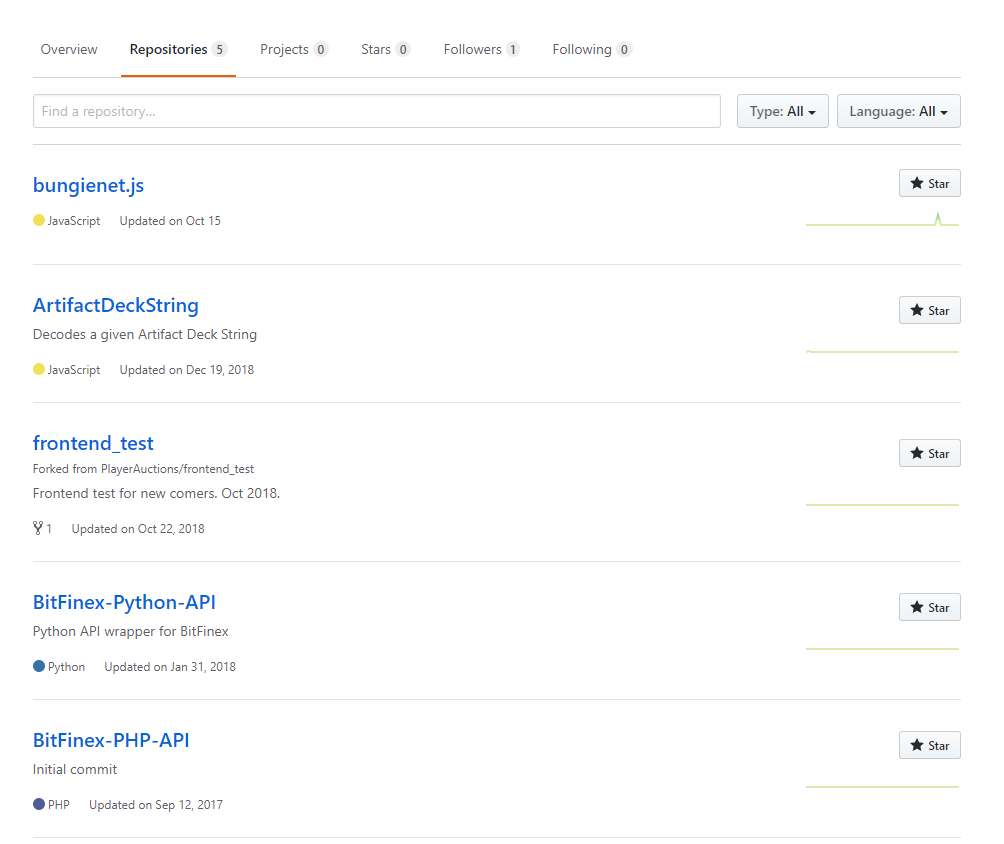 Overview Repositories 5 Projects 0 Stars 0 Followers 1 Following 0
Find a repository... Type: All Language: All
bungienet.js Star
JavaScript Updated on Oct 15
ArtifactDeckString Star
Decodes a given Artifact Deck String
JavaScript Updated on Dec 19, 2018
frontend_test Star
Forked from PlayerAuctions/frontend_test
Frontend test for new comers. Oct 2018.
1 Updated on Oct 22, 2018
BitFinex-Python-API Star
Python API wrapper for BitFinex
Python Updated on Jan 31, 2018
BitFinex-PHP-API Star
Initial commit
PHP Updated on Sep 12, 2017